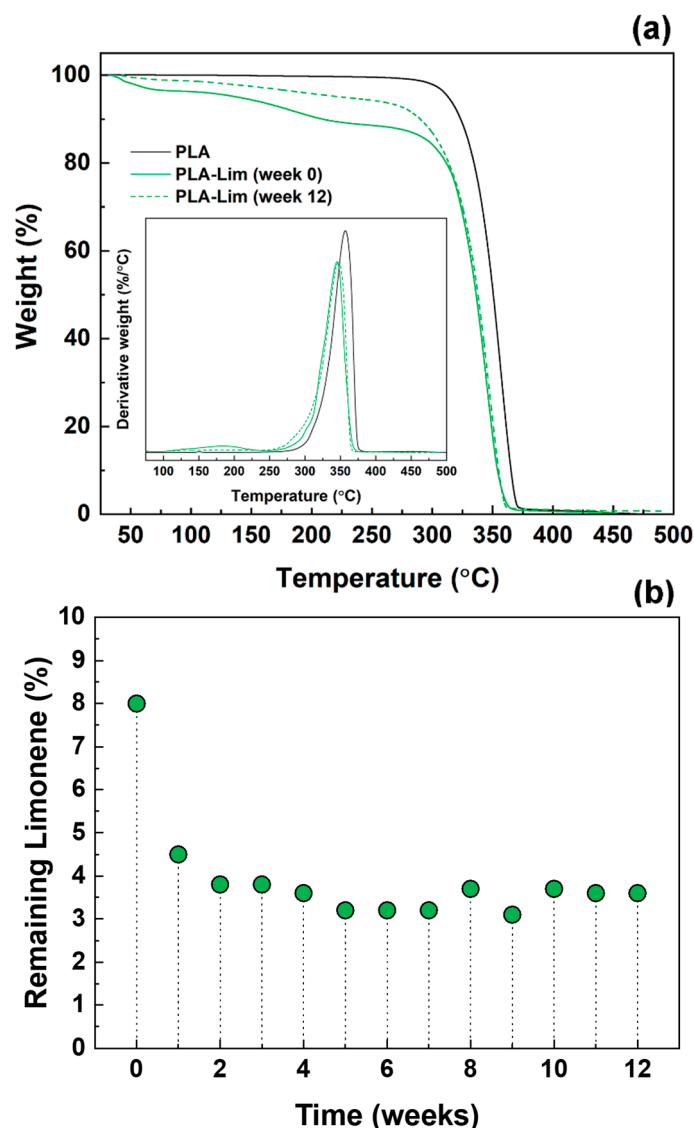 (a)
100
80
60
40
20
0
Weight (%)
PLA
PLA-Lim (week 0)
PLA-Lim (week 12)
Derivative weight (%/°C)
100 150 200 250 300 350 400 450 500
Temperature (°C)
50 100 150 200 250 300 350 400 450 500
Temperature (°C)
(b)
10
9
8
7
6
5
4
3
2
1
0
Remaining Limonene (%)
0 2 4 6 8 10 12
Time (weeks)